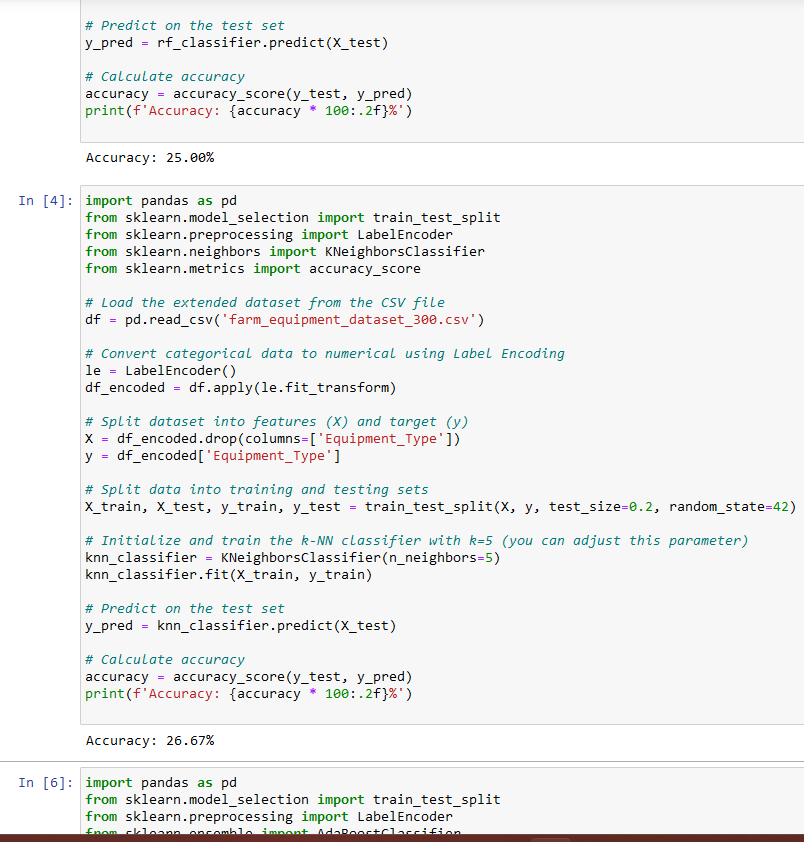 # Predict on the test set
y_pred = rf_classifier.predict(X_test)
# Calculate accuracy
accuracy = accuracy_score(y_test, y_pred)
print(f'Accuracy: {accuracy * 100:.2f}%')
Accuracy: 25.00%
In [4]: import pandas as pd
from sklearn.model_selection import train_test_split
from sklearn.preprocessing import LabelEncoder
from sklearn.neighbors import KNeighborsClassifier
from sklearn.metrics import accuracy_score
# Load the extended dataset from the CSV file
df = pd.read_csv('farm_equipment_dataset_300.csv')
# Convert categorical data to numerical using Label Encoding
le = LabelEncoder()
df_encoded = df.apply(le.fit_transform)
# Split dataset into features (X) and target (y)
X = df_encoded.drop(columns=['Equipment_Type'])
y = df_encoded['Equipment_Type']
# Split data into training and testing sets
X_train, X_test, y_train, y_test = train_test_split(X, y, test_size=0.2, random_state=42)
# Initialize and train the k-NN classifier with k=5 (you can adjust this parameter)
knn_classifier = KNeighborsClassifier(n_neighbors=5)
knn_classifier.fit(X_train, y_train)
# Predict on the test set
y_pred = knn_classifier.predict(X_test)
# Calculate accuracy
accuracy = accuracy_score(y_test, y_pred)
print(f'Accuracy: {accuracy * 100:.2f}%')
Accuracy: 26.67%
In [6]: import pandas as pd
from sklearn.model_selection import train_test_split
from sklearn.preprocessing import LabelEncoder
from sklearn.ensemble import AdaBoostClassifier